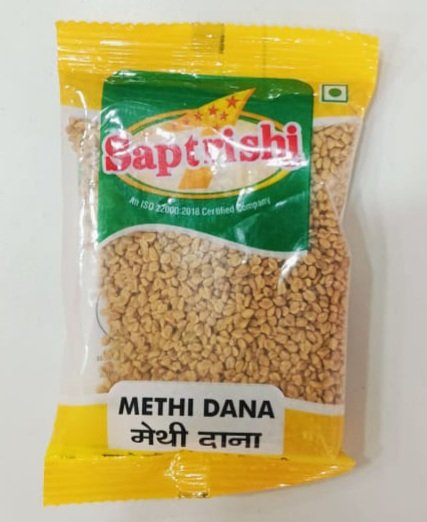 Saptrishi
An ISO 22000:2018 Certified Company
METHI DANA
मेथी दाना